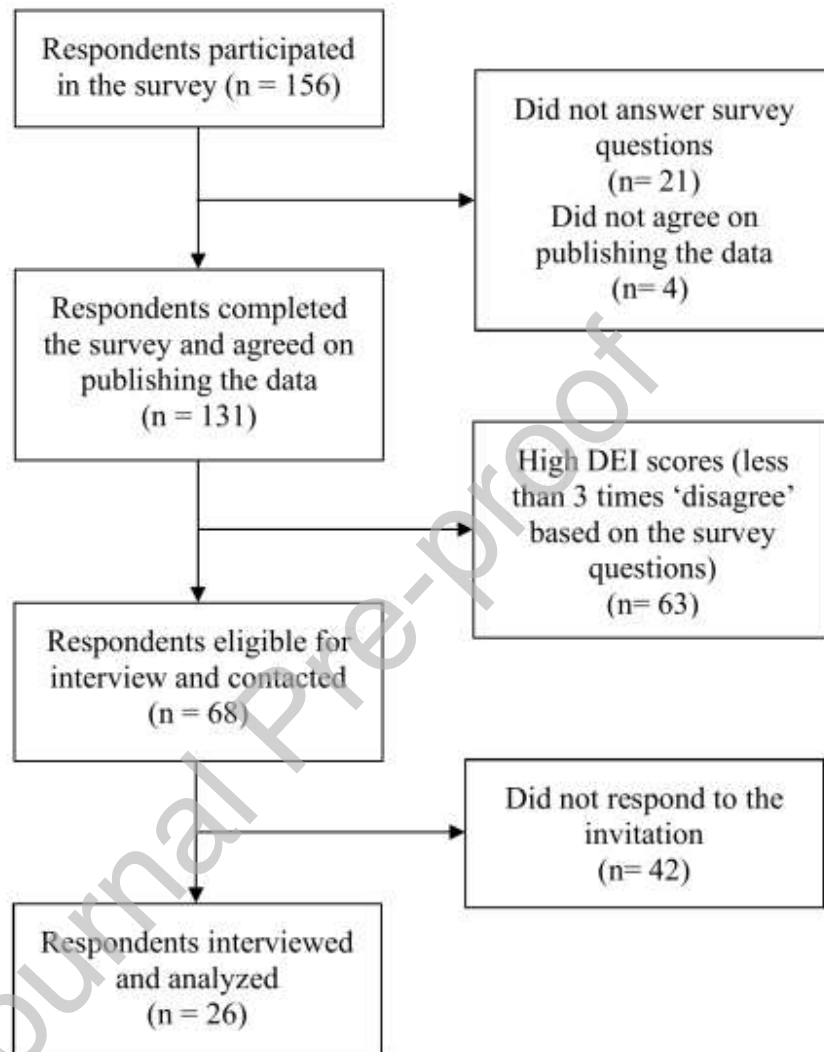 Respondents participated
in the survey (n = 156)
Did not answer survey
questions
(n= 21)
Did not agree on
publishing the data
(n= 4)
Respondents completed
the survey and agreed on
publishing the data
(n = 131)
High DEI scores (less
than 3 times ‘disagree’
based on the survey
questions)
(n= 63)
Respondents eligible for
interview and contacted
(n = 68)
Did not respond to the
invitation
(n= 42)
Respondents interviewed
and analyzed
(n = 26)
Journal Pre-proof